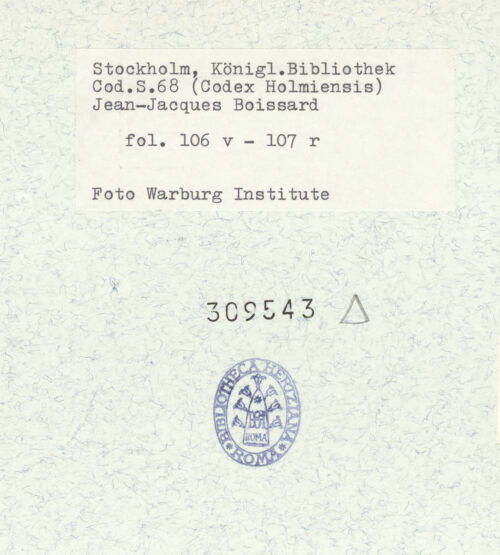 Stockholm, Königl.Bibliothek
Cod.S.68 (Codex Holmiensis)
Jean-Jacques Boissard
fol. 106 v - 107 r
Foto Warburg Institute
309543
BIBLIOTHECA HERTZIANA
ROMA
ROMA